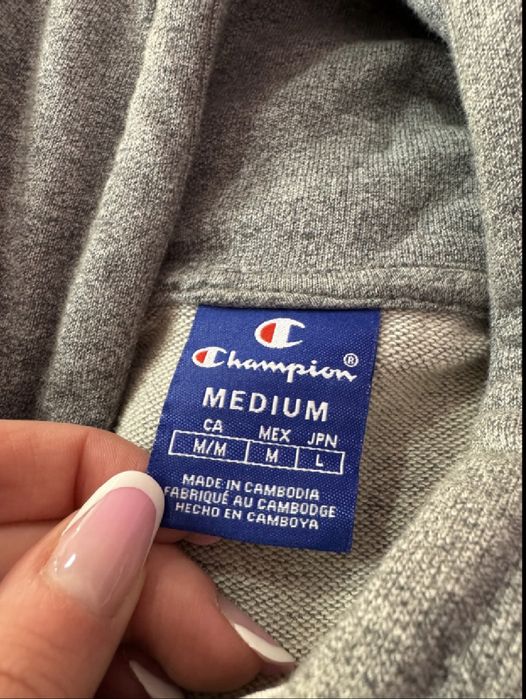 Champion®
MEDIUM
CA MEX JPN
M/M M L
MADE IN CAMBODIA
FABRIQUÉ AU CAMBODGE
HECHO EN CAMBOYA